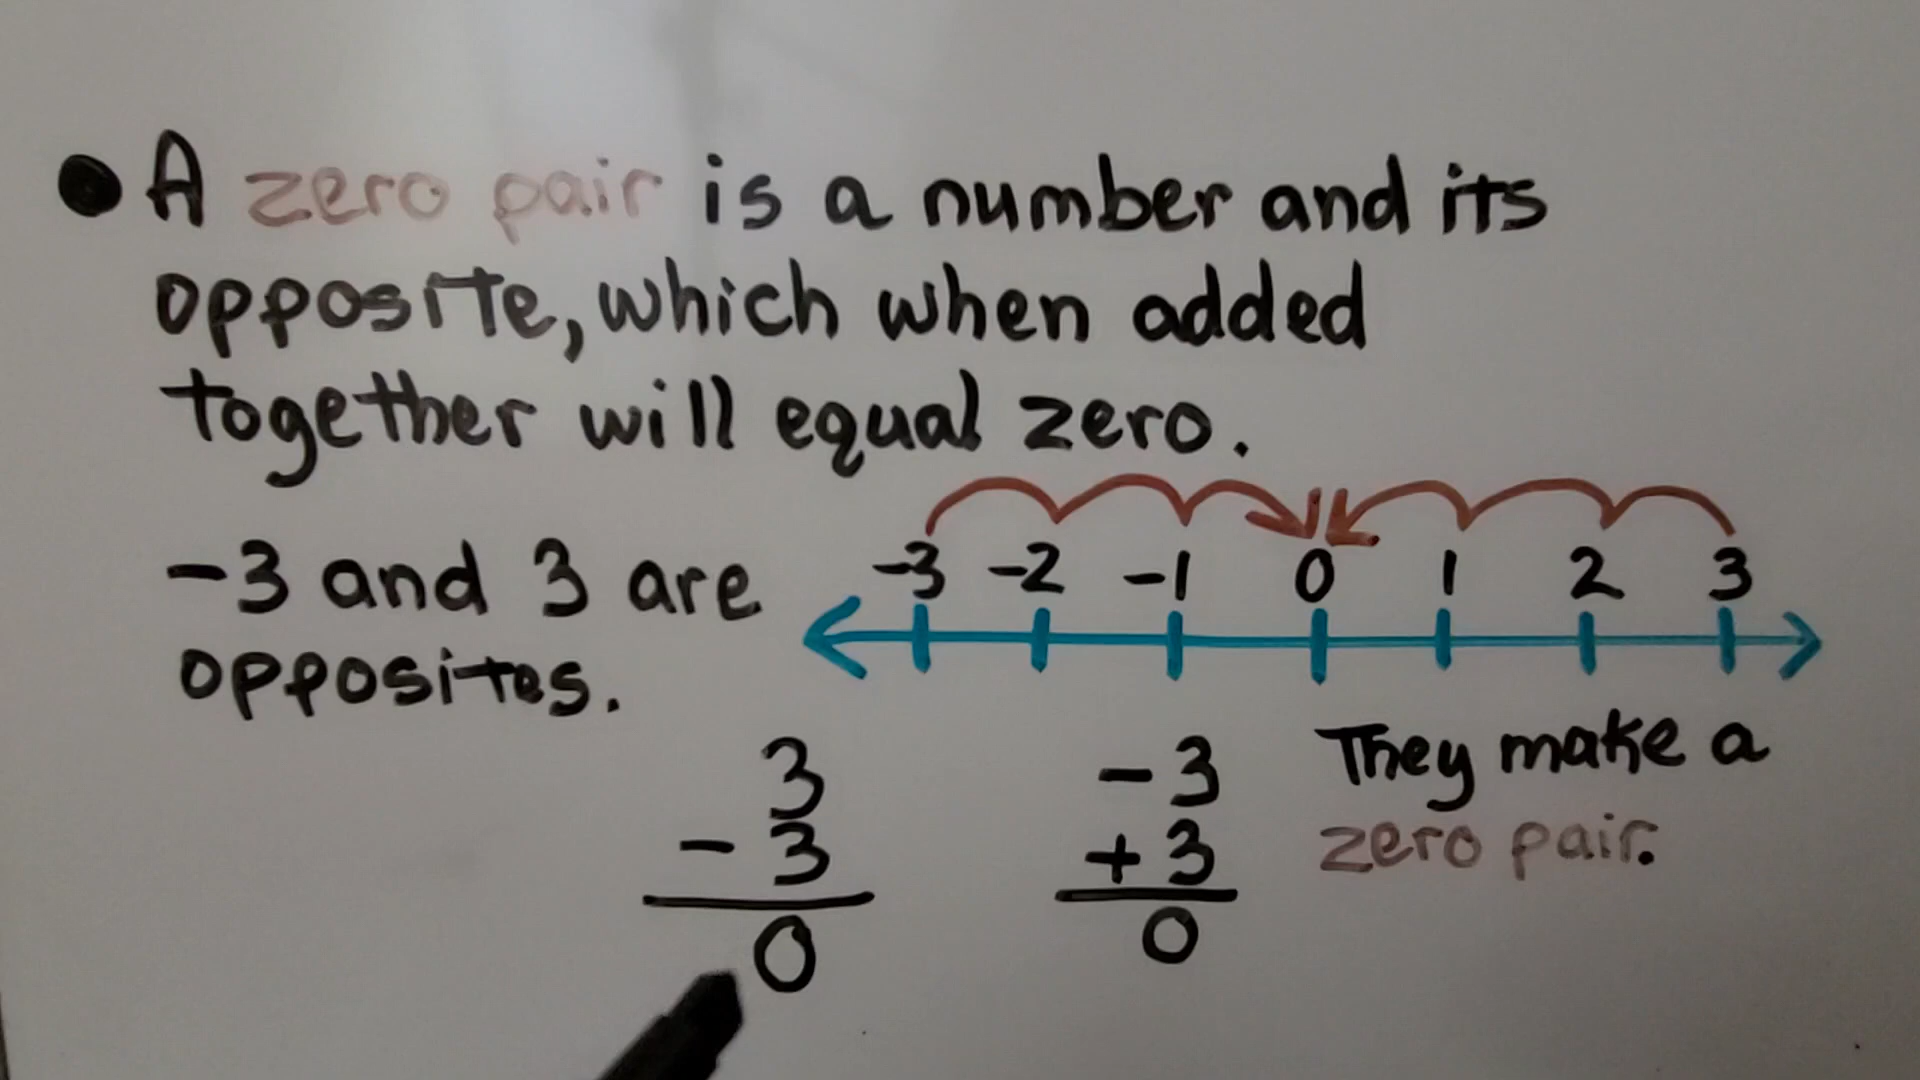 • A zero pair is a number and its
opposite, which when added
together will equal zero.
-3 and 3 are
opposites.
-3 -2 -1 0 1 2 3
3
- 3
0
-3
+3
0
They make a
zero pair.